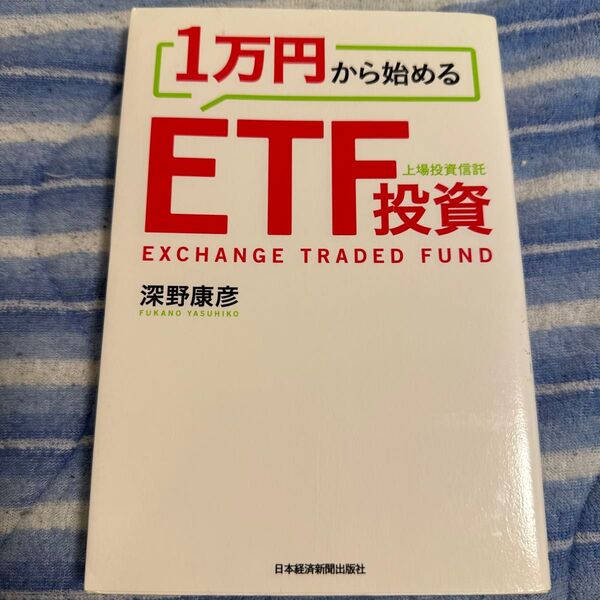 1万円から始める
上場投資信託
ETF投資
EXCHANGE TRADED FUND
深野康彦
FUKANO YASUHIKO
日本経済新聞出版社